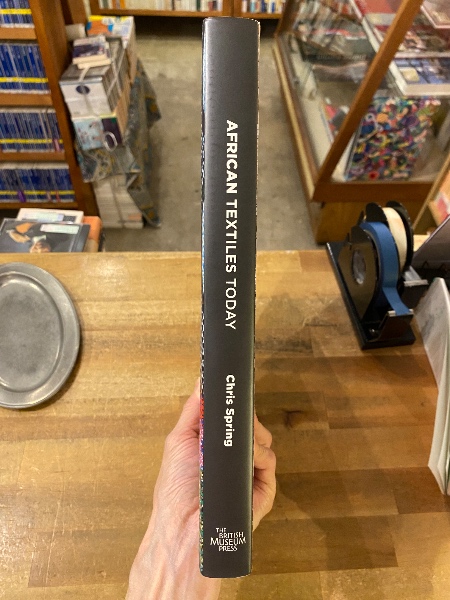 AFRICAN TEXTILES TODAY
Chris Spring
THE
BRITISH
MUSEUM
PRESS